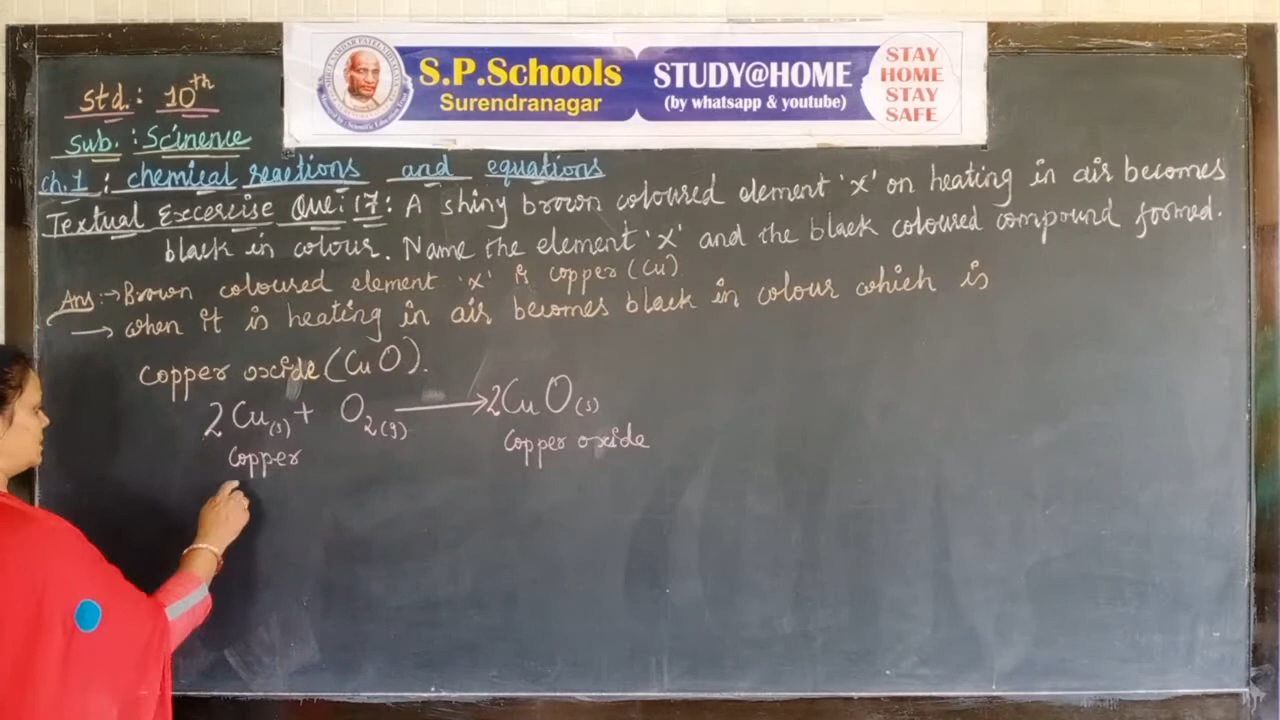 S.P.Schools
Surendranagar
STUDY@HOME
(by whatsapp & youtube)
STAY
HOME
STAY
SAFE
Std.: 10th
Sub.: Scinence
ch.1 : chemical reactions and equations
Textual Excercise Que:17: A shiny brown coloured element 'x' on heating in air becomes
black in colour. Name the element 'x' and the black coloured compound formed.
Ans:→ Brown coloured element 'x' is copper (Cu)
→ when it is heating in air becomes black in colour which is
copper oxide (CuO).
2Cu(s) + O2(g) → 2CuO(s)
copper copper oxide